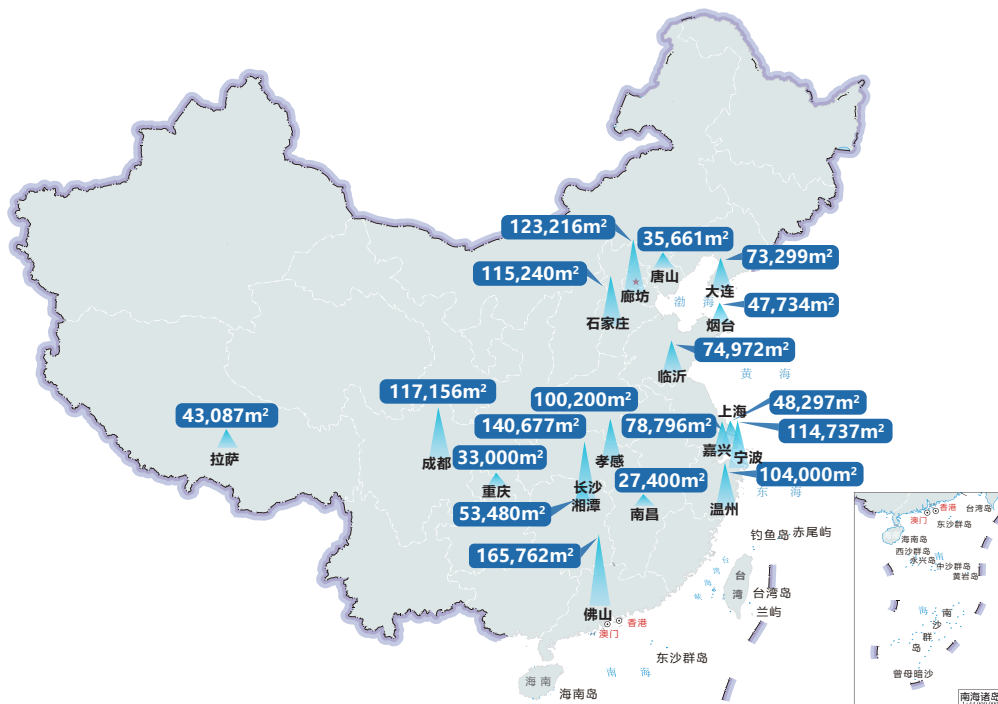 123,216m²
35,661m²
唐山
73,299m²
大连
115,240m²
廊坊
渤 海
47,734m²
石家庄
烟台
74,972m²
临沂
黄 海
117,156m²
成都
43,087m²
拉萨
100,200m²
孝感
140,677m²
长沙
湘潭
53,480m²
33,000m²
重庆
27,400m²
南昌
78,796m²
上海
48,297m²
嘉兴
宁波
114,737m²
104,000m²
温州
东 海
165,762m²
佛山
澳门
香港
钓鱼岛
赤尾屿
台湾海峡
台湾
台湾岛
兰屿
东沙群岛
南 海
海南
海南岛
香港
澳门
台湾岛
东沙群岛
海南岛
西沙群岛
永兴岛
中沙群岛
黄岩岛
南
海
南沙群岛
曾母暗沙
南海诸岛